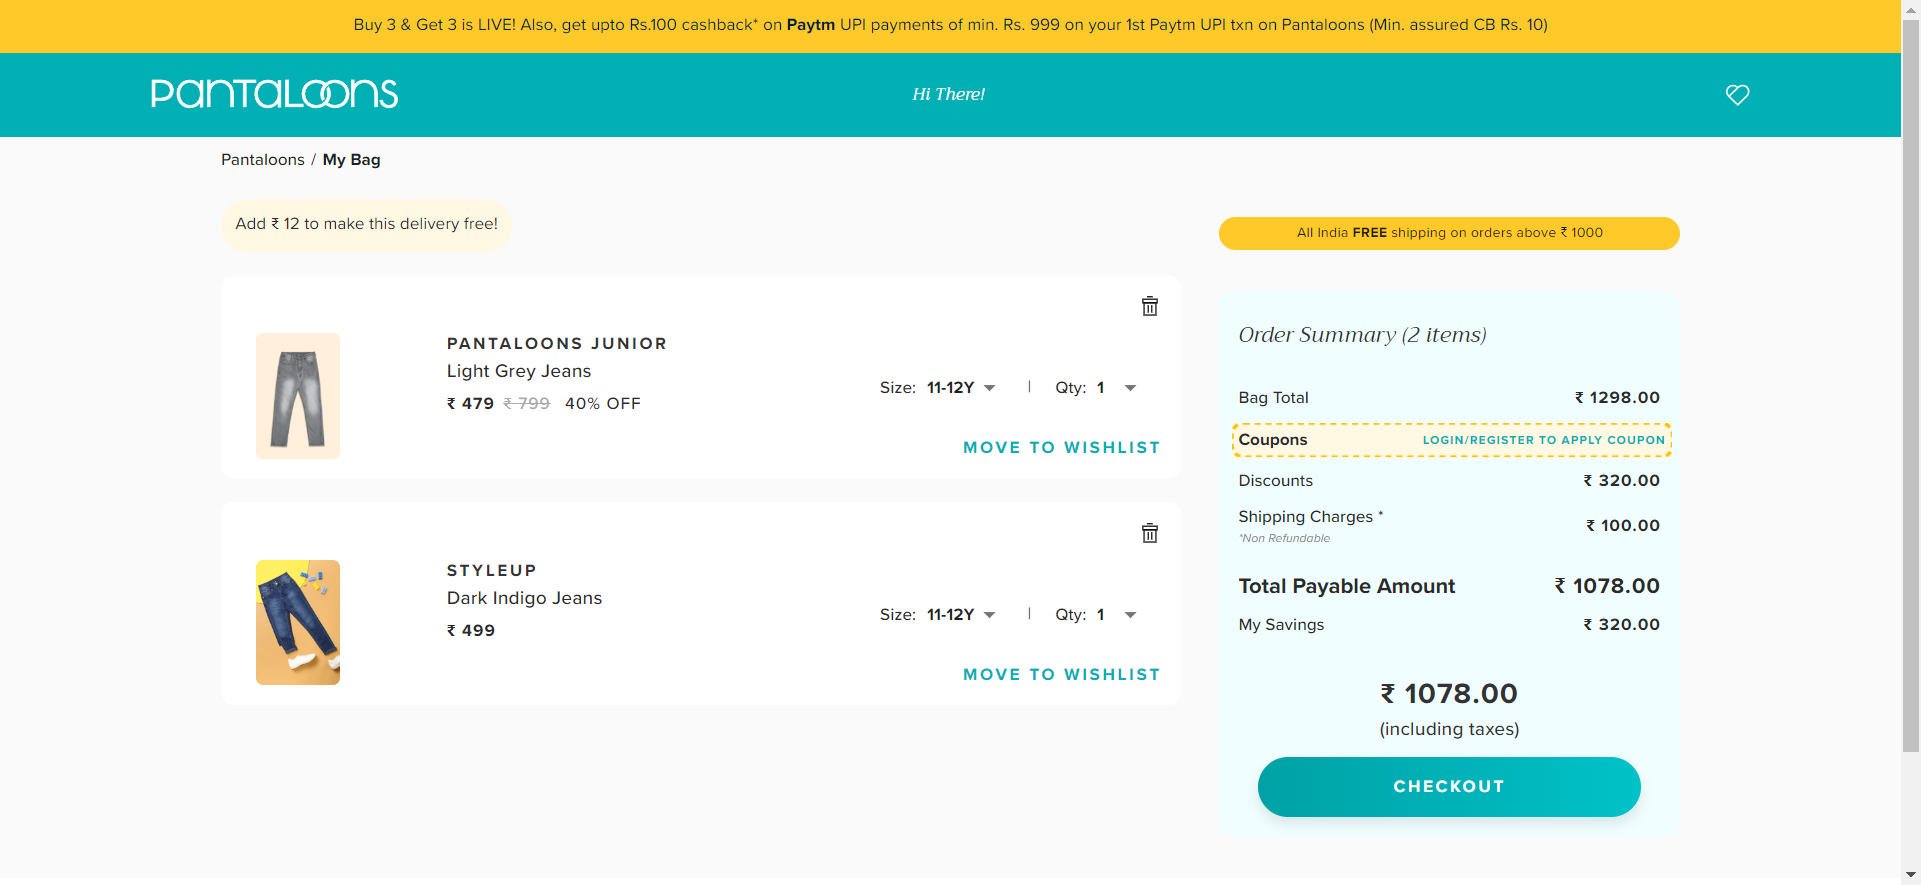 Buy 3 & Get 3 is LIVE! Also, get upto Rs.100 cashback* on Paytm UPI payments of min. Rs. 999 on your 1st Paytm UPI txn on Pantaloons (Min. assured CB Rs. 10)
PANTALOONS
Hi There!
Pantaloons / My Bag
Add ₹ 12 to make this delivery free!
PANTALOONS JUNIOR
Light Grey Jeans
₹ 479 ₹ 799 40% OFF
Size: 11-12Y | Qty: 1
MOVE TO WISHLIST
STYLEUP
Dark Indigo Jeans
₹ 499
Size: 11-12Y | Qty: 1
MOVE TO WISHLIST
All India FREE shipping on orders above ₹ 1000
Order Summary (2 items)
Bag Total ₹ 1298.00
Coupons LOGIN/REGISTER TO APPLY COUPON
Discounts ₹ 320.00
Shipping Charges * ₹ 100.00
*Non Refundable
Total Payable Amount ₹ 1078.00
My Savings ₹ 320.00
₹ 1078.00
(including taxes)
CHECKOUT